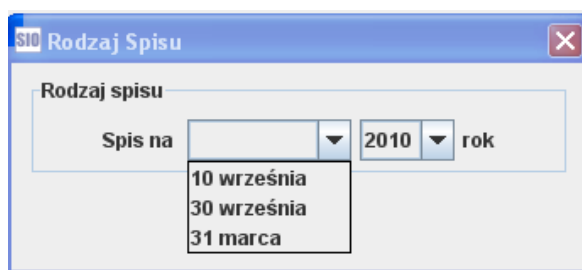 SIO Rodzaj Spisu
Rodzaj spisu
Spis na 2010 rok
10 września
30 września
31 marca